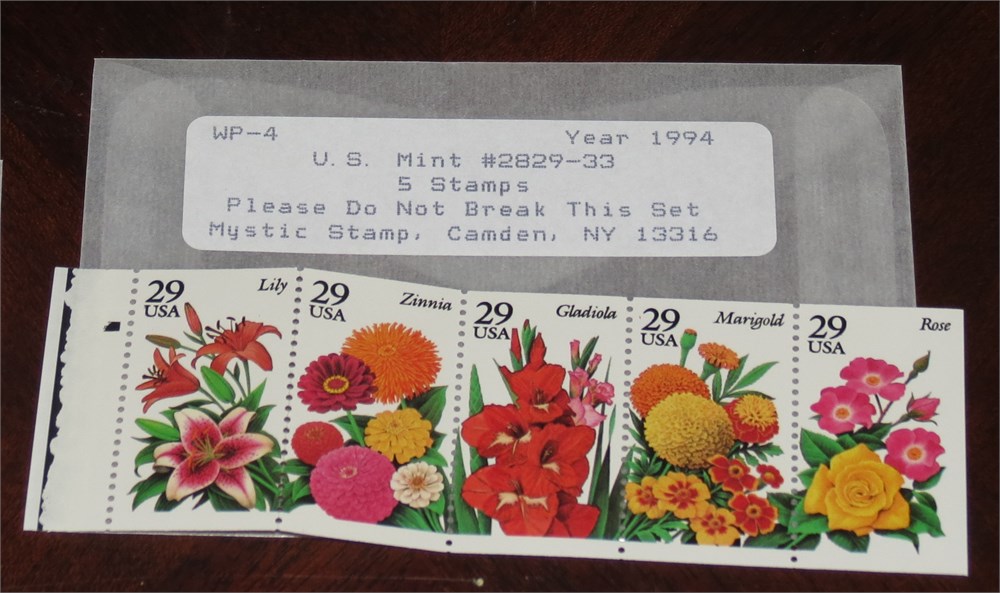 WP-4 Year 1994
U.S. Mint #2829-33
5 Stamps
Please Do Not Break This Set
Mystic Stamp, Camden, NY 13316
29 USA Lily
29 USA Zinnia
29 USA Gladiola
29 USA Marigold
29 USA Rose